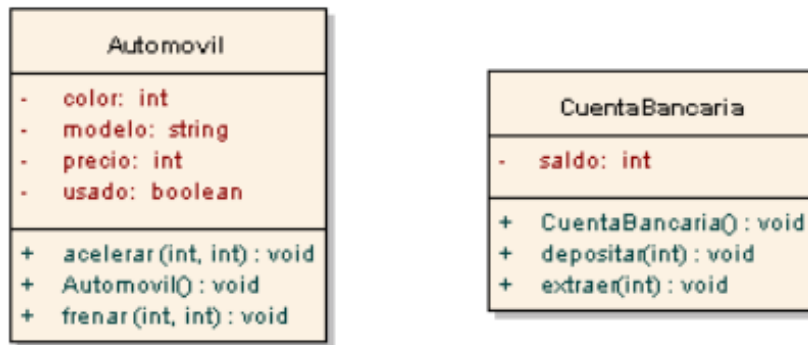 Automovil
- color: int
- modelo: string
- precio: int
- usado: boolean
+ acelerar(int, int) : void
+ Automovil() : void
+ frenar(int, int) : void
CuentaBancaria
- saldo: int
+ CuentaBancaria() : void
+ depositar(int) : void
+ extraer(int) : void